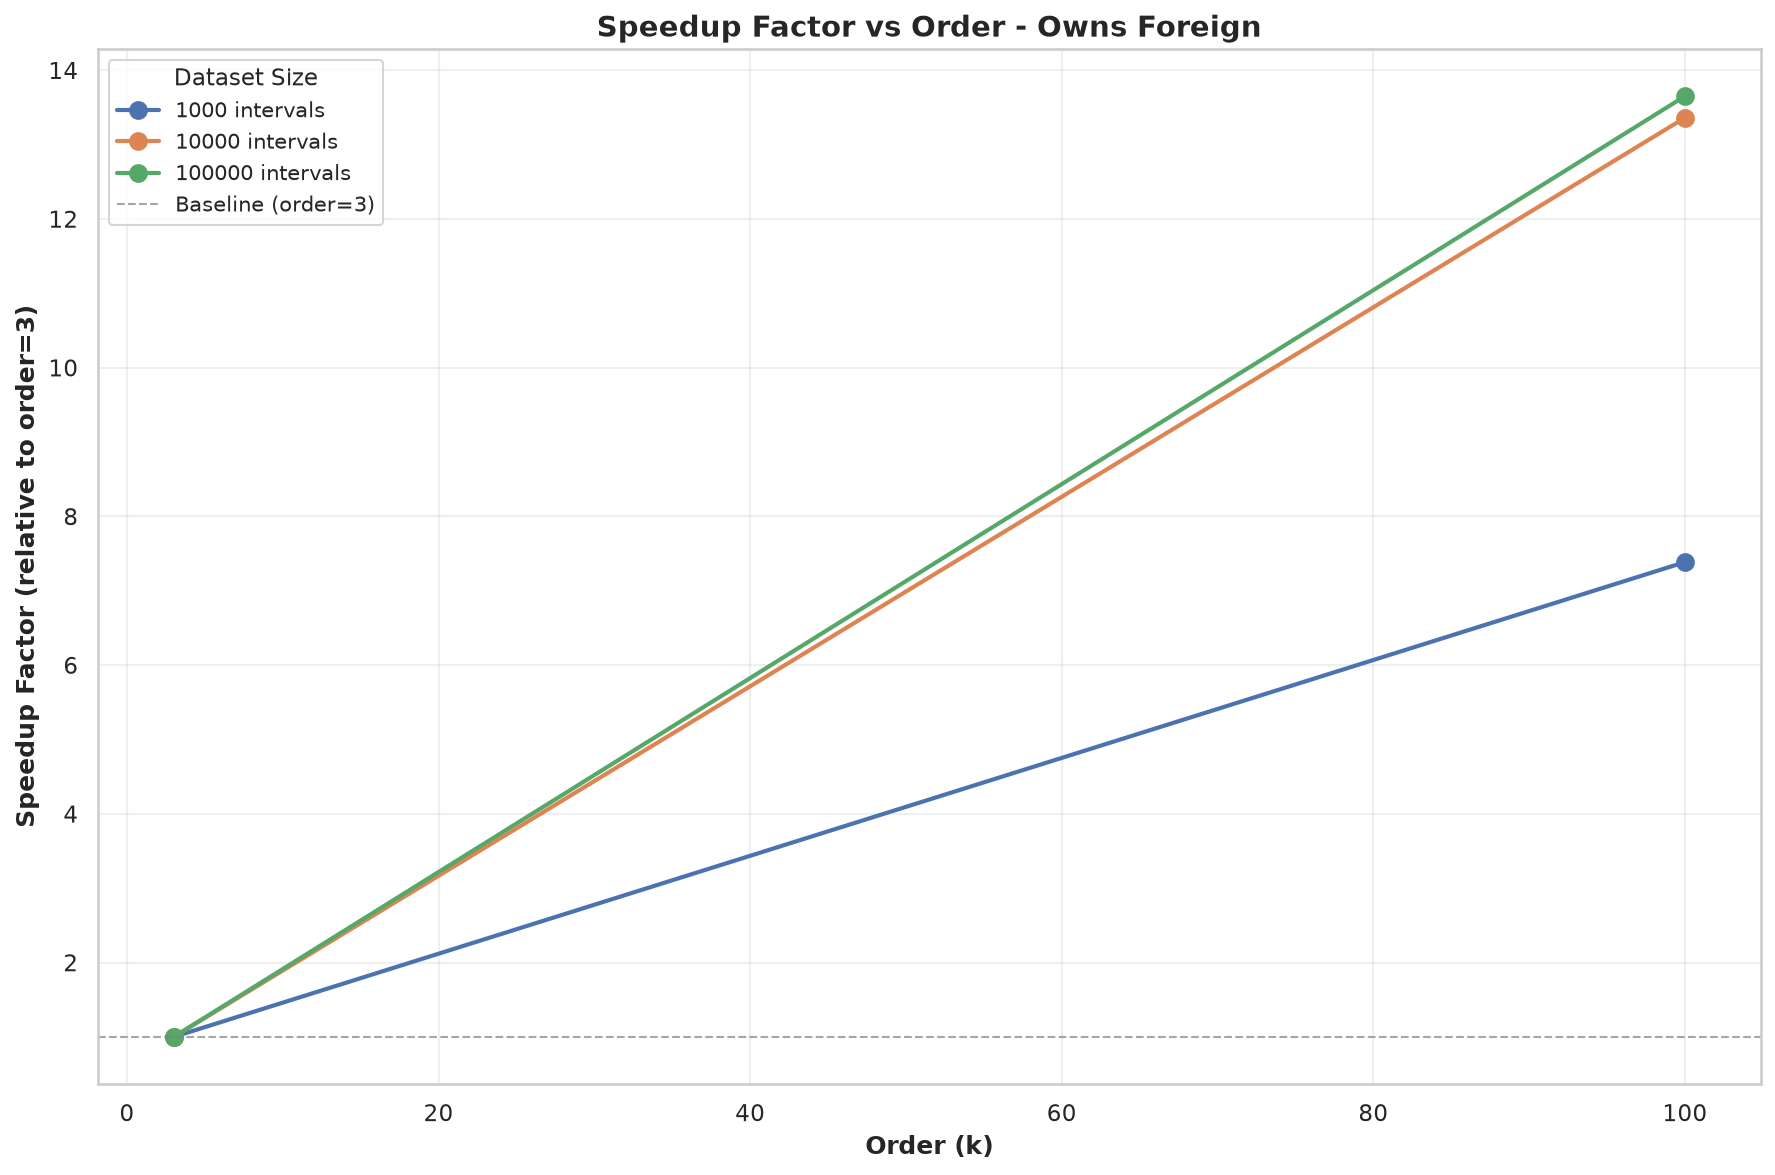 Speedup Factor vs Order - Owns Foreign
Speedup Factor (relative to order=3)
14
12
10
8
6
4
2
Dataset Size
1000 intervals
10000 intervals
100000 intervals
Baseline (order=3)
0 20 40 60 80 100
Order (k)